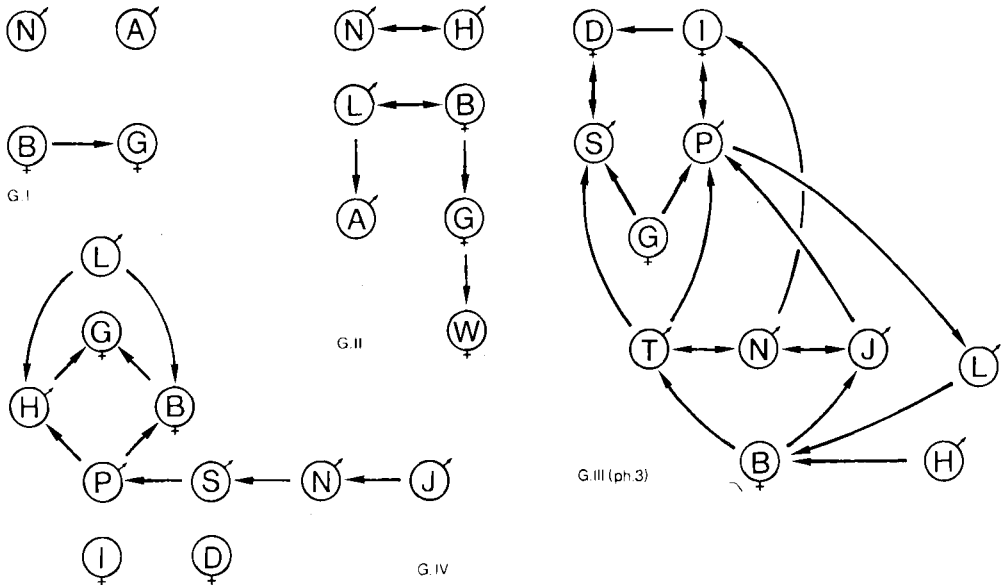 N A
B G
G.I
N H
L B
A G
W
G.II
L
G
H B
P S N J
I D
G.IV
D I
S P
G
T N J L
B H
G.III (ph.3)